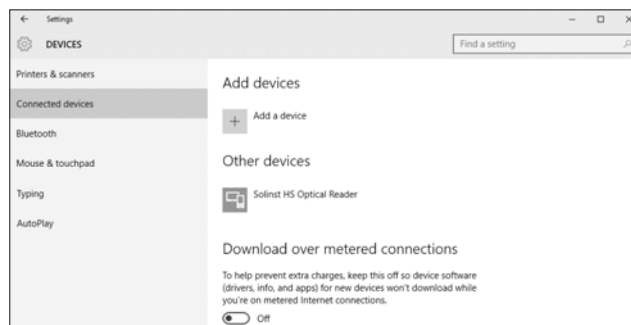 Settings
DEVICES
Find a setting
Printers & scanners
Connected devices
Bluetooth
Mouse & touchpad
Typing
AutoPlay
Add devices
Add a device
Other devices
Solinst HS Optical Reader
Download over metered connections
To help prevent extra charges, keep this off so device software
(drivers, info, and apps) for new devices won't download while
you're on metered Internet connections.
Off